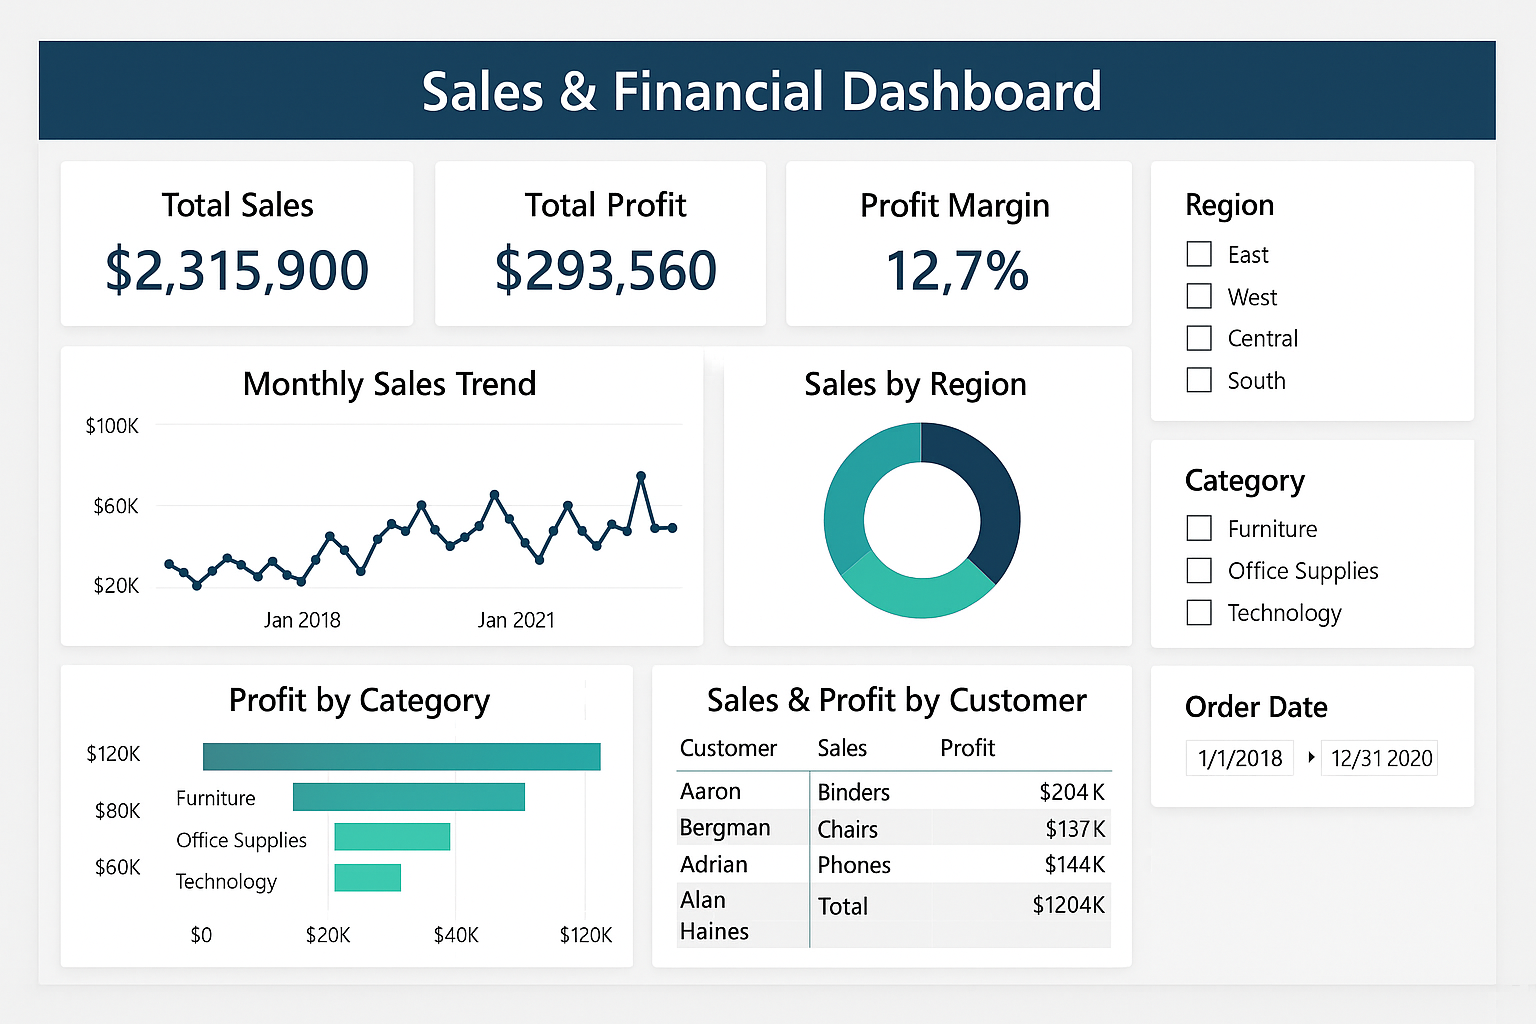 Sales & Financial Dashboard
Total Sales
$2,315,900
Total Profit
$293,560
Profit Margin
12,7%
Region
East
West
Central
South
Monthly Sales Trend
$100K
$60K
$20K
Jan 2018
Jan 2021
Sales by Region
Category
Furniture
Office Supplies
Technology
Profit by Category
$120K
Furniture
$80K
Office Supplies
$60K
Technology
$0
$20K
$40K
$120K
Sales & Profit by Customer
Customer Sales Profit
Aaron Binders $204 K
Bergman Chairs $137 K
Adrian Phones $144K
Alan
Haines
Total $1204K
Order Date
1/1/2018
12/31 2020